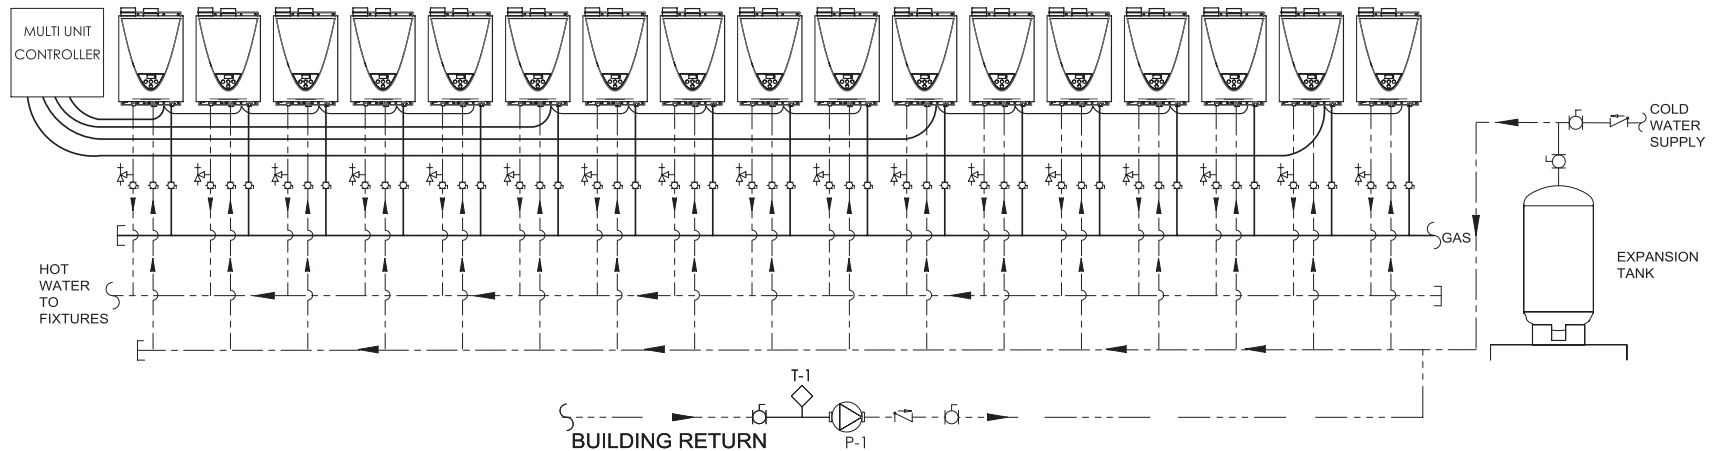 MULTI UNIT
CONTROLLER
COLD
WATER
SUPPLY
GAS
HOT
WATER
TO
FIXTURES
EXPANSION
TANK
T-1
P-1
BUILDING RETURN